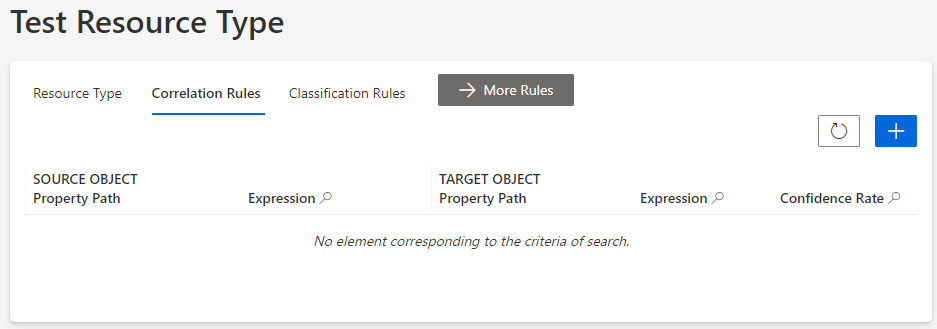 Test Resource Type
Resource Type Correlation Rules Classification Rules More Rules
SOURCE OBJECT TARGET OBJECT
Property Path Expression Property Path Expression Confidence Rate
No element corresponding to the criteria of search.